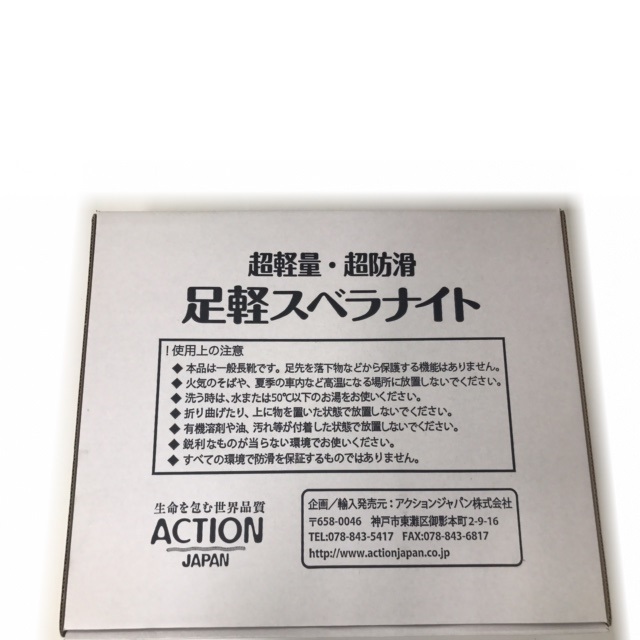 超軽量・超防滑
足軽スベラナイト
！使用上の注意
◆ 本品は一般長靴です。足先を落下物などから保護する機能はありません。
◆ 火気のそばや、夏季の車内など高温になる場所に放置しないでください。
◆ 洗う時は、水または50℃以下のお湯をお使いください。
◆ 折り曲げたり、上に物を置いた状態で放置しないでください。
◆ 有機溶剤や油、汚れ等が付着した状態で放置しないでください。
◆ 鋭利なものが当らない環境でお使いください。
◆ すべての環境で防滑を保証するものではありません。
生命を包む世界品質
ACTION
JAPAN
企画／輸入発売元：アクションジャパン株式会社
〒658-0046 神戸市東灘区御影本町2-9-16
TEL:078-843-5417 FAX:078-843-6817
http://www.actionjapan.co.jp